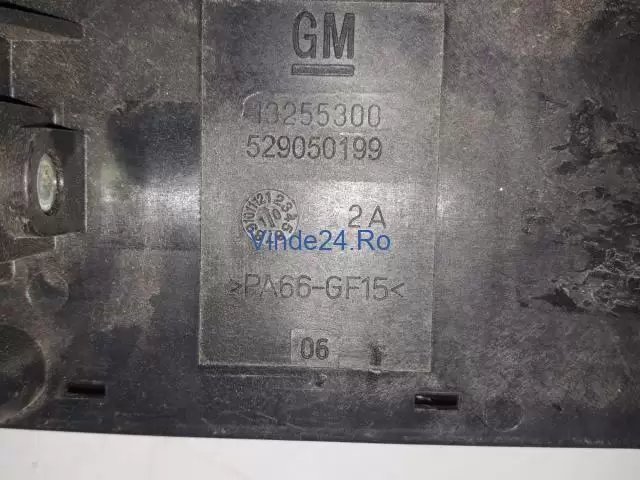 GM
13255300
529050199
2A
Vinde24.Ro
>PA66-GF15<
06